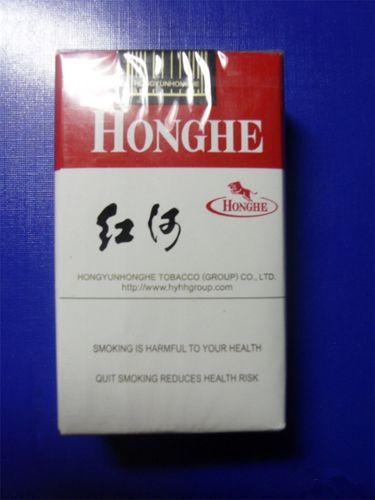 HONGYUNHONGHE
HONGHE
HONGHE
红河
HONGYUNHONGHE TOBACCO (GROUP) CO., LTD.
http://www.hyhhgroup.com
SMOKING IS HARMFUL TO YOUR HEALTH
QUIT SMOKING REDUCES HEALTH RISK